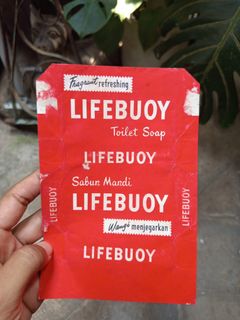 Fragrant refreshing
LIFEBUOY
Toilet Soap
LIFEBUOY
Sabun Mandi
LIFEBUOY
LIFEBUOY
LIFEBUOY
Wangi menjegarkan
LIFEBUOY